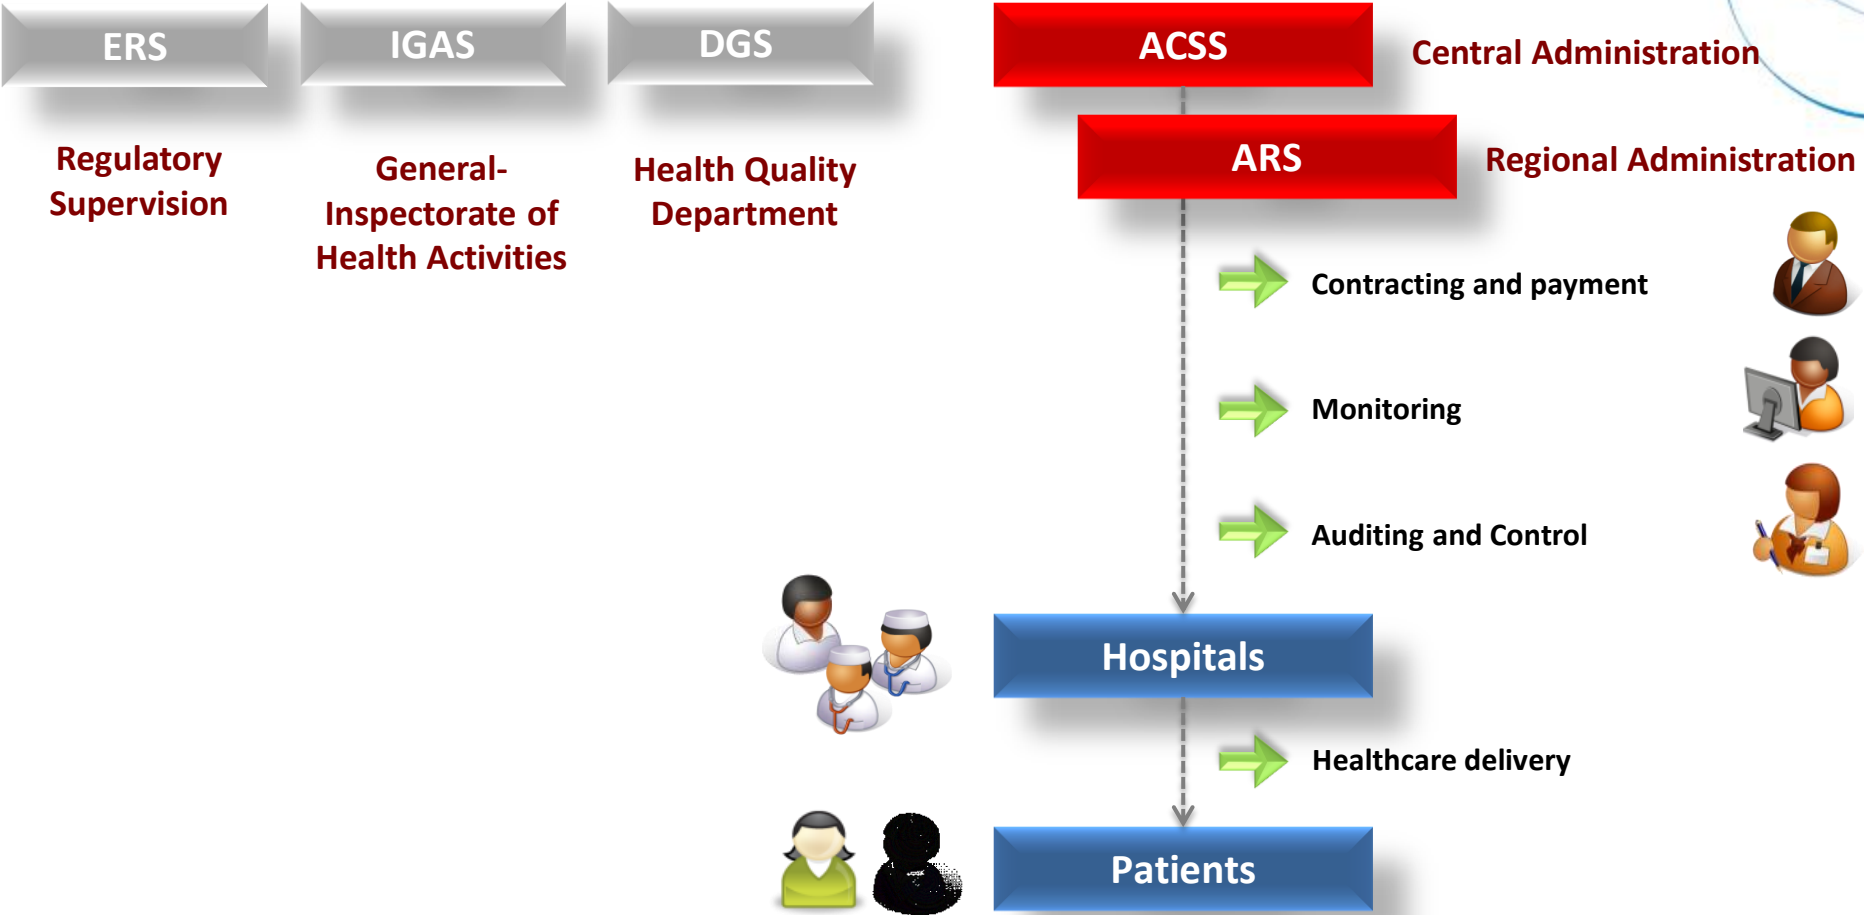 ERS
IGAS
DGS
ACSS
Central Administration
Regulatory
Supervision
General-
Inspectorate of
Health Activities
Health Quality
Department
ARS
Regional Administration
Contracting and payment
Monitoring
Auditing and Control
Hospitals
Healthcare delivery
Patients